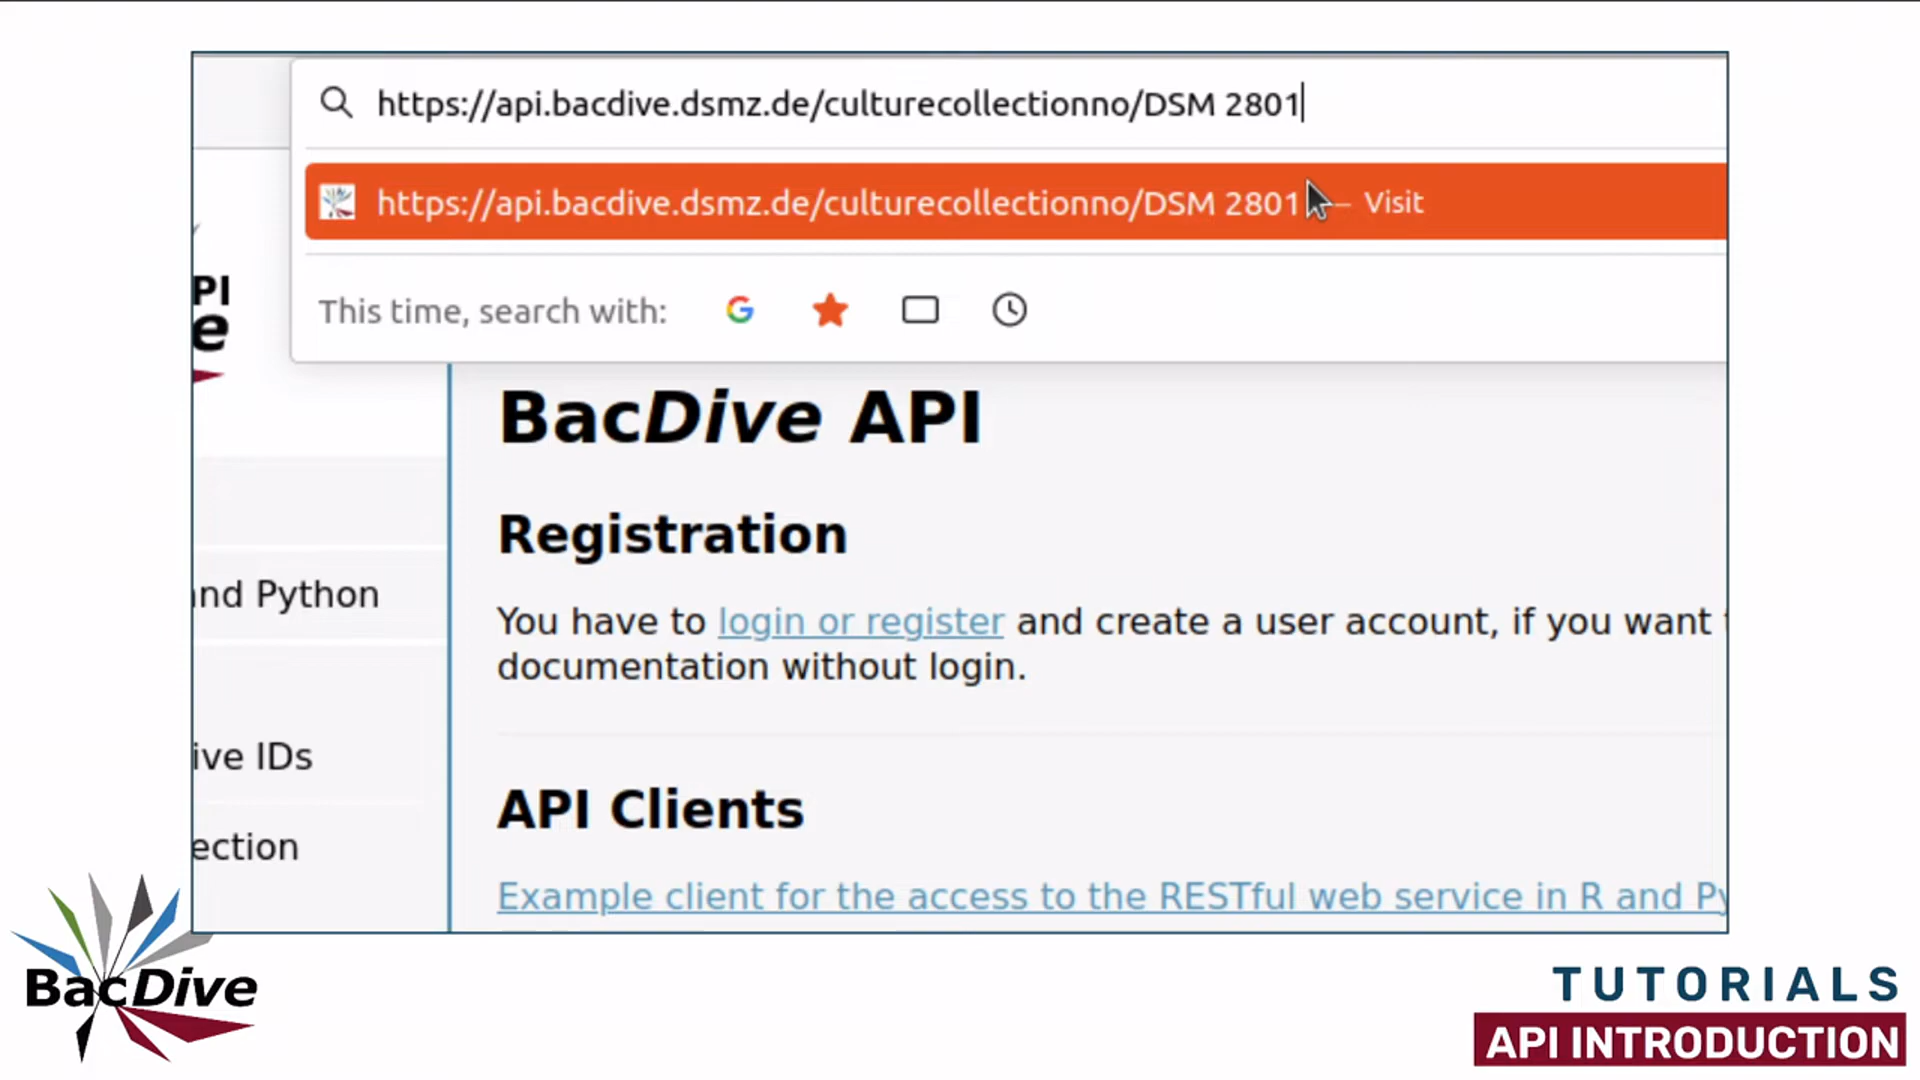 https://api.bacdive.dsmz.de/culturecollectionno/DSM 2801
https://api.bacdive.dsmz.de/culturecollectionno/DSM 2801 — Visit
This time, search with:
PI
e
BacDive API
Registration
You have to login or register and create a user account, if you want
documentation without login.
API Clients
Example client for the access to the RESTful web service in R and Py
nd Python
ive IDs
ection
BacDive
TUTORIALS
API INTRODUCTION